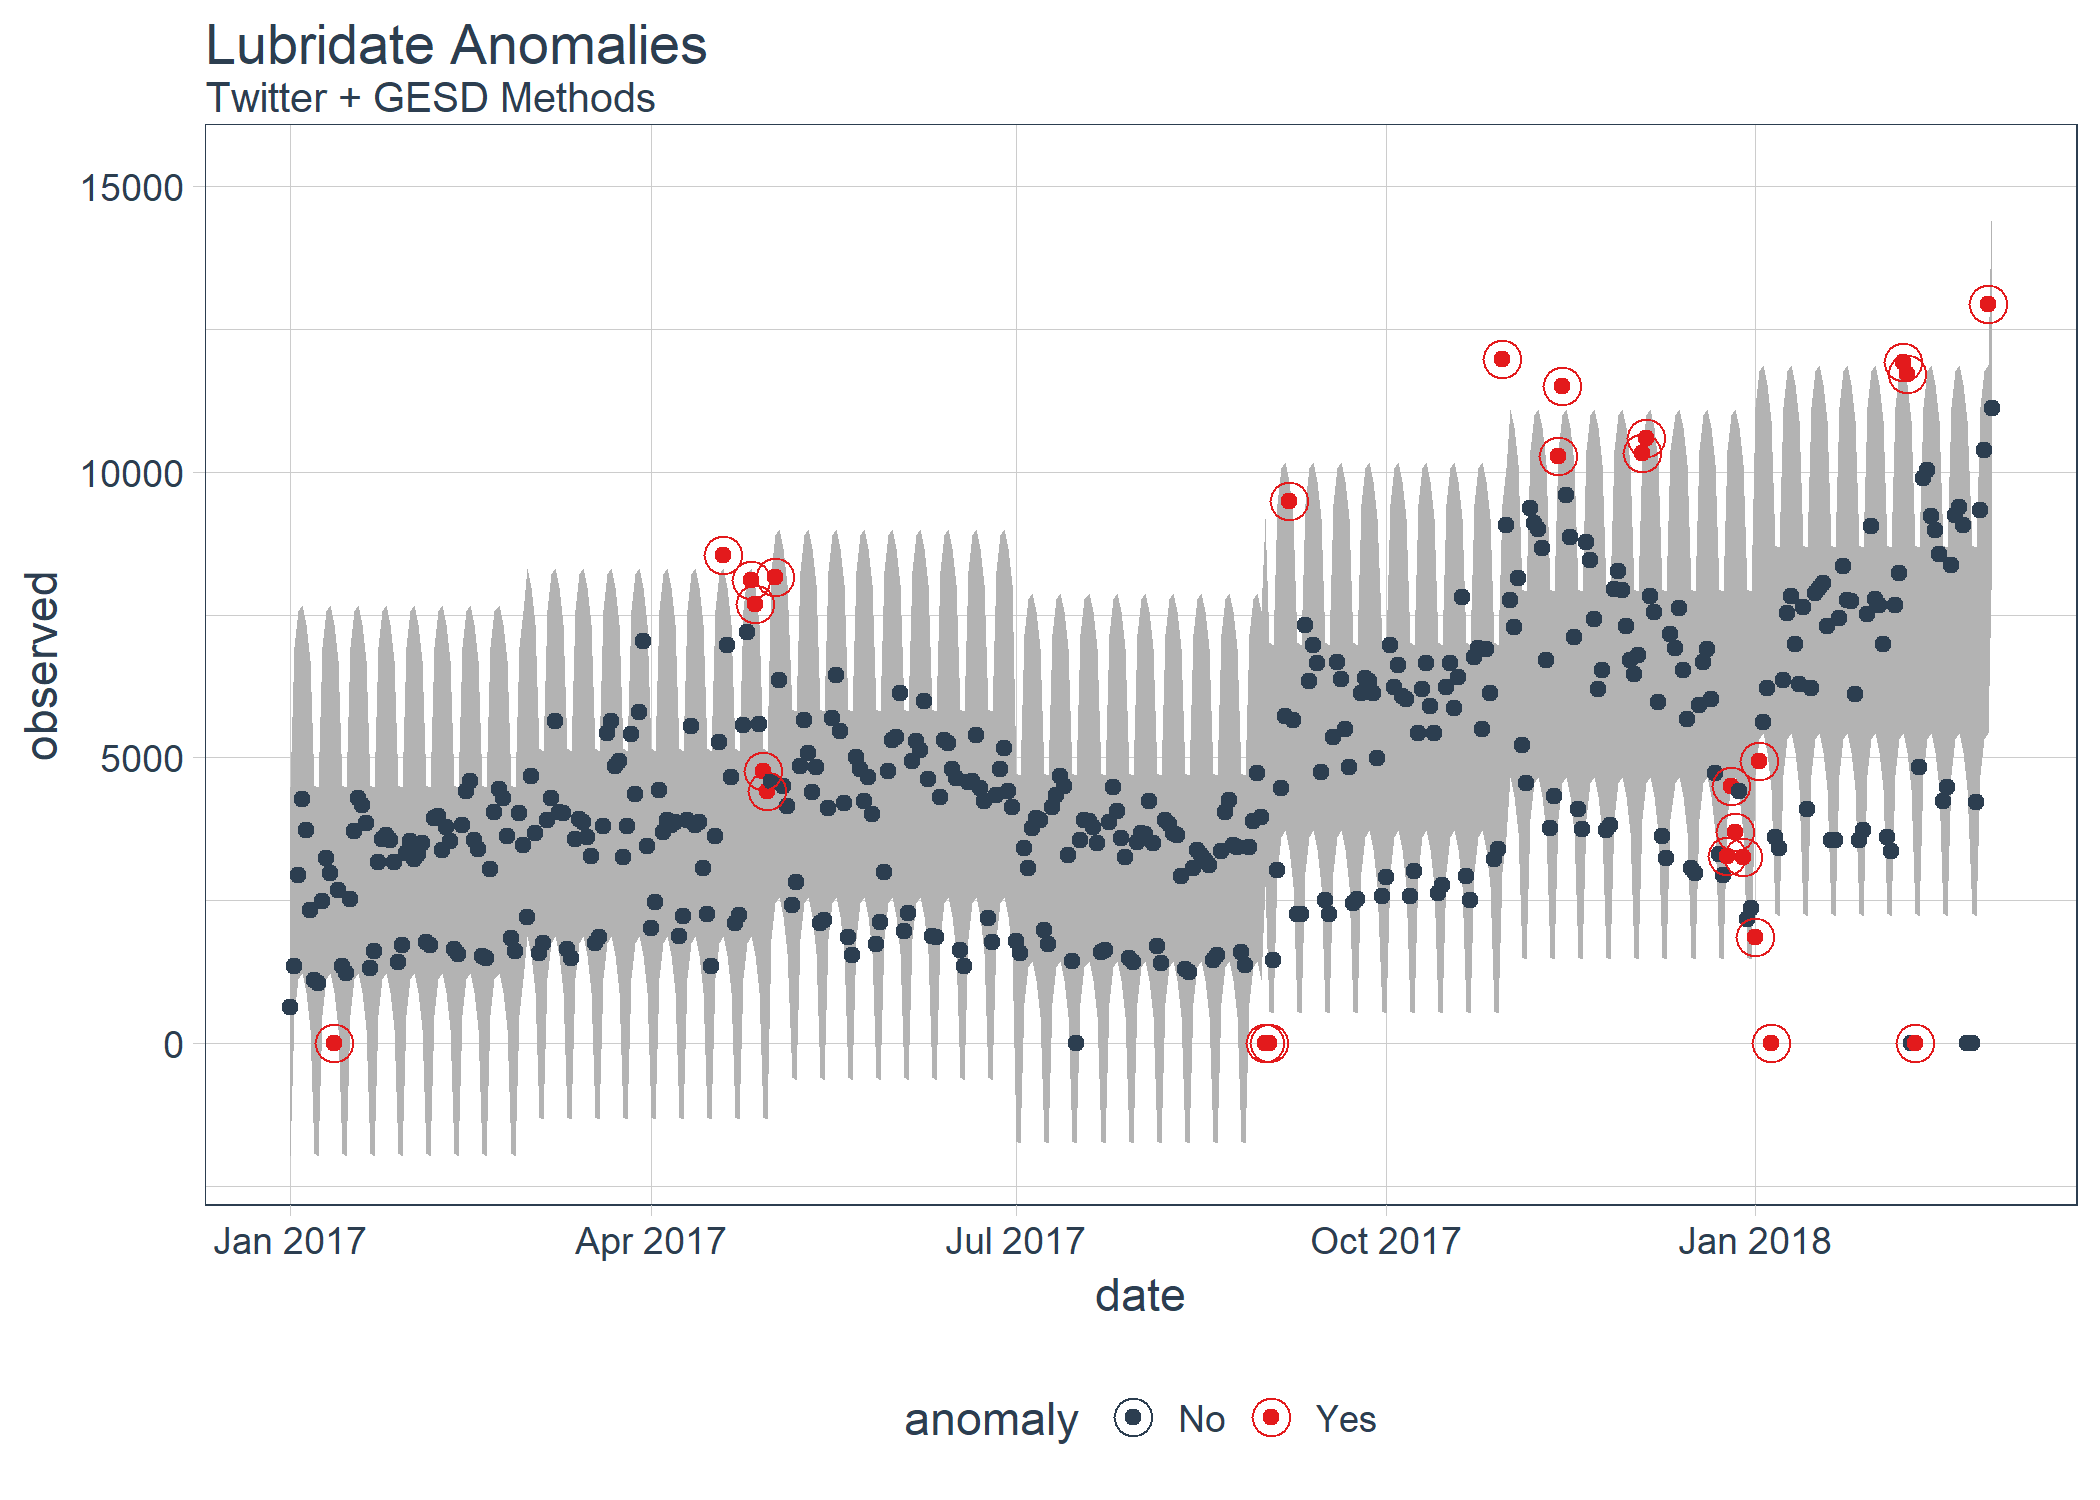 Lubridate Anomalies
Twitter + GESD Methods
15000
10000
5000
0
observed
Jan 2017 Apr 2017 Jul 2017 Oct 2017 Jan 2018
date
anomaly No Yes